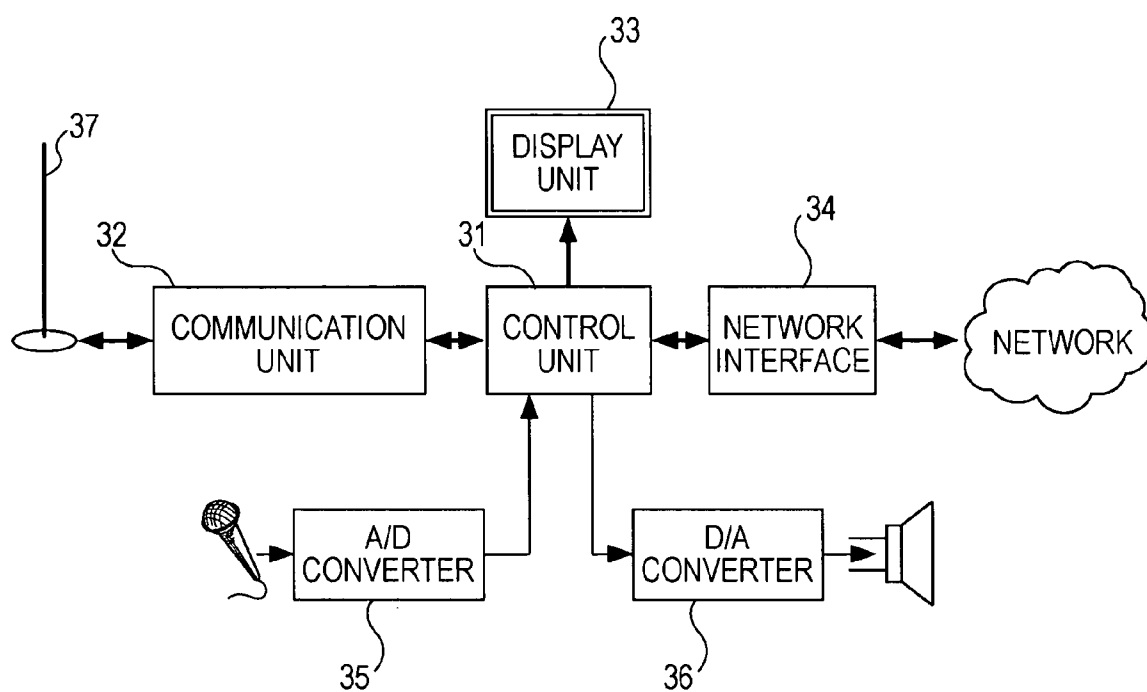 33
37
DISPLAY
UNIT
34
32
31
COMMUNICATION
UNIT
CONTROL
UNIT
NETWORK
INTERFACE
NETWORK
A/D
CONVERTER
D/A
CONVERTER
35
36